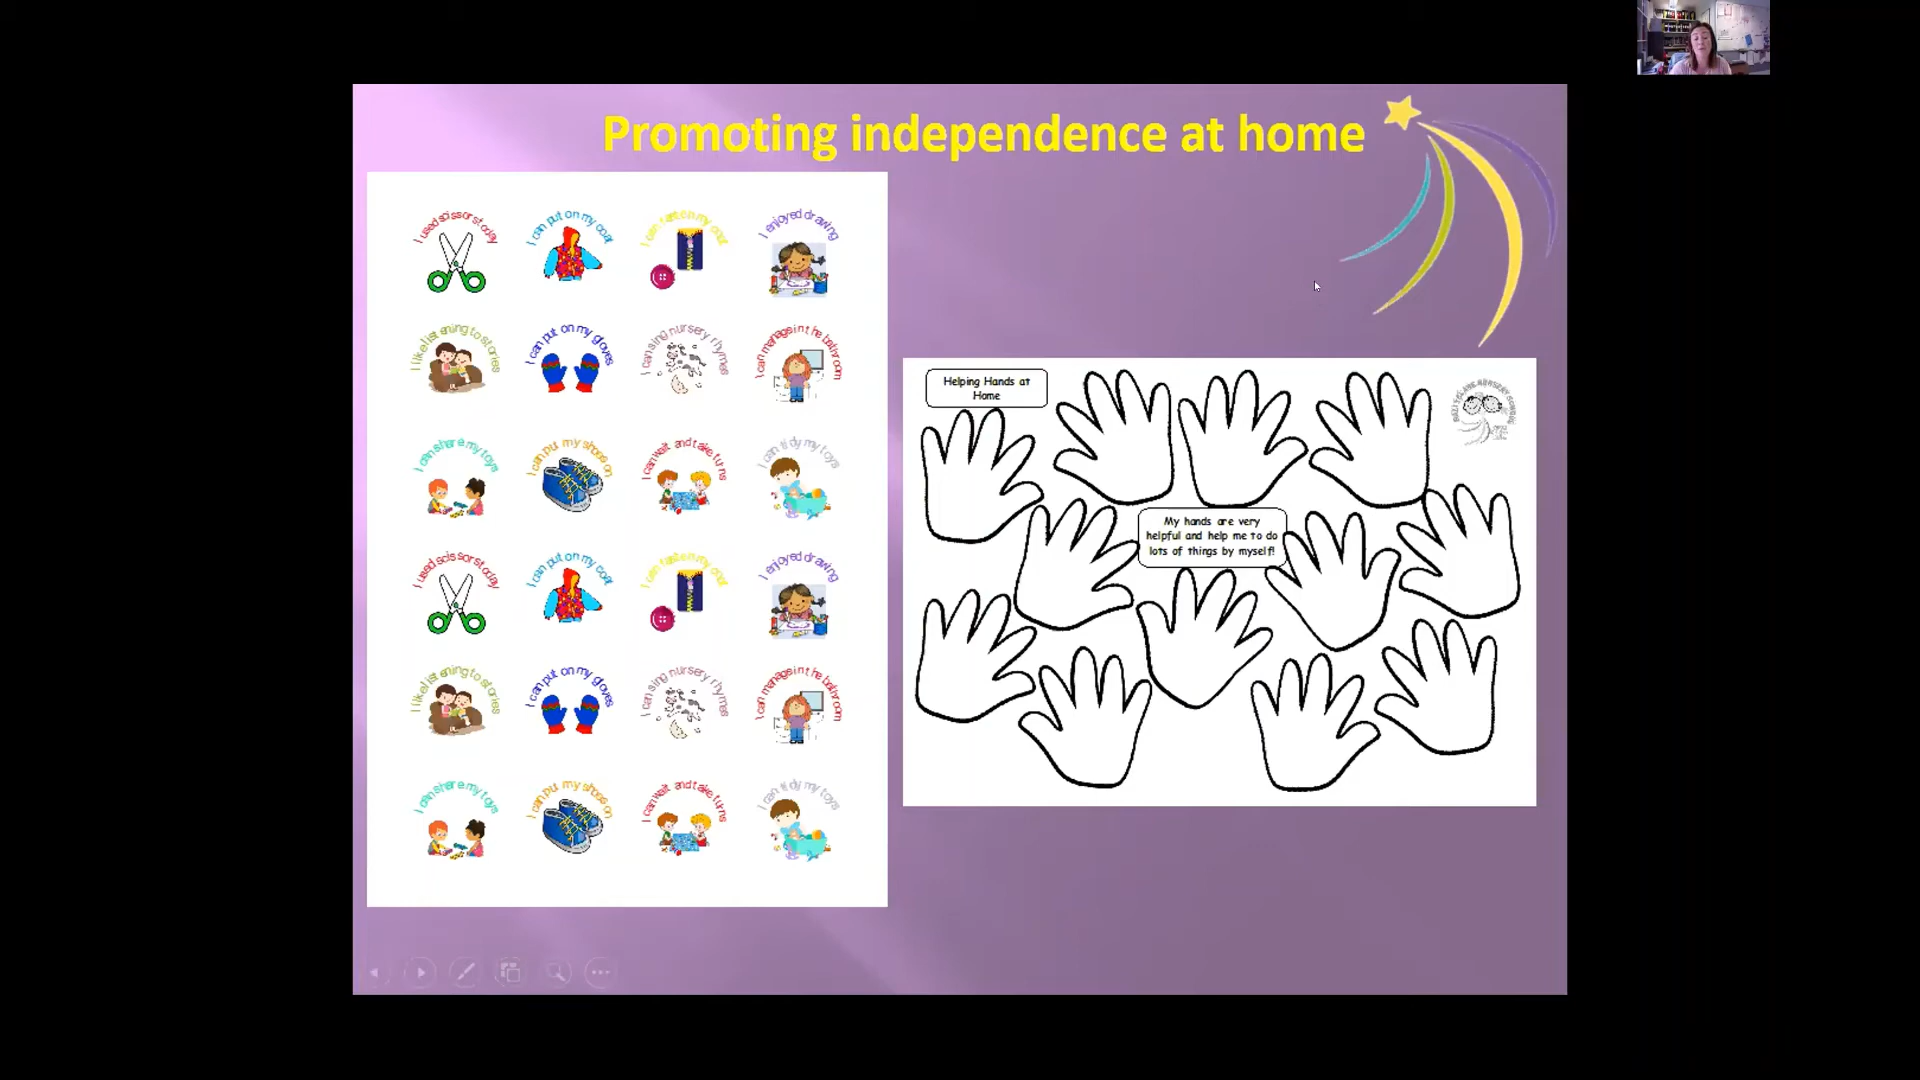 Promoting independence at home
I used scissors today
I can put on my coat
I can fasten my coat
I enjoyed drawing
I like listening to stories
I can put on my gloves
I can sing nursery rhymes
I can manage in the bathroom
I can share my toys
I can put my shoes on
I can wait and take turns
I can tidy my toys
I used scissors today
I can put on my coat
I can fasten my coat
I enjoyed drawing
I like listening to stories
I can put on my gloves
I can sing nursery rhymes
I can manage in the bathroom
I can share my toys
I can put my shoes on
I can wait and take turns
I can tidy my toys
Helping Hands at
Home
My hands are very
helpful and help me to do
lots of things by myself!